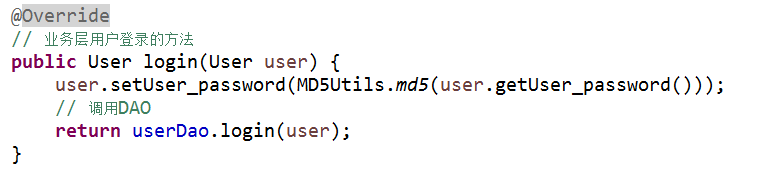 @Override
// 业务层用户登录的方法
public User login(User user) {
    user.setUser_password(MD5Utils.md5(user.getUser_password()));
    // 调用DAO
    return userDao.login(user);
}